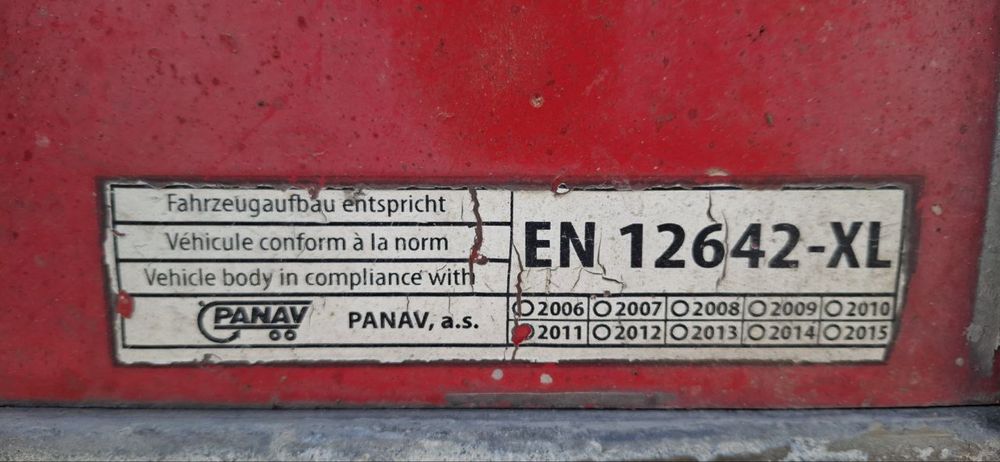 Fahrzeugaufbau entspricht
Véhicule conform à la norm
Vehicle body in compliance with
EN 12642-XL
PANAV PANAV, a.s.
2006 2007 2008 2009 2010
2011 2012 2013 2014 2015